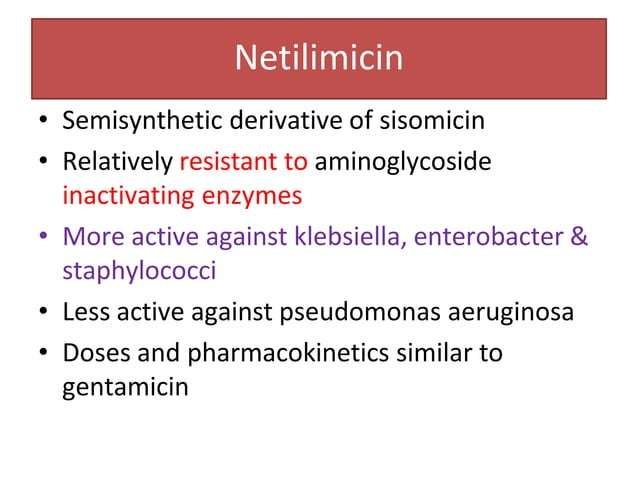 Netilimicin
• Semisynthetic derivative of sisomicin
• Relatively resistant to aminoglycoside
inactivating enzymes
• More active against klebsiella, enterobacter &
staphylococci
• Less active against pseudomonas aeruginosa
• Doses and pharmacokinetics similar to
gentamicin